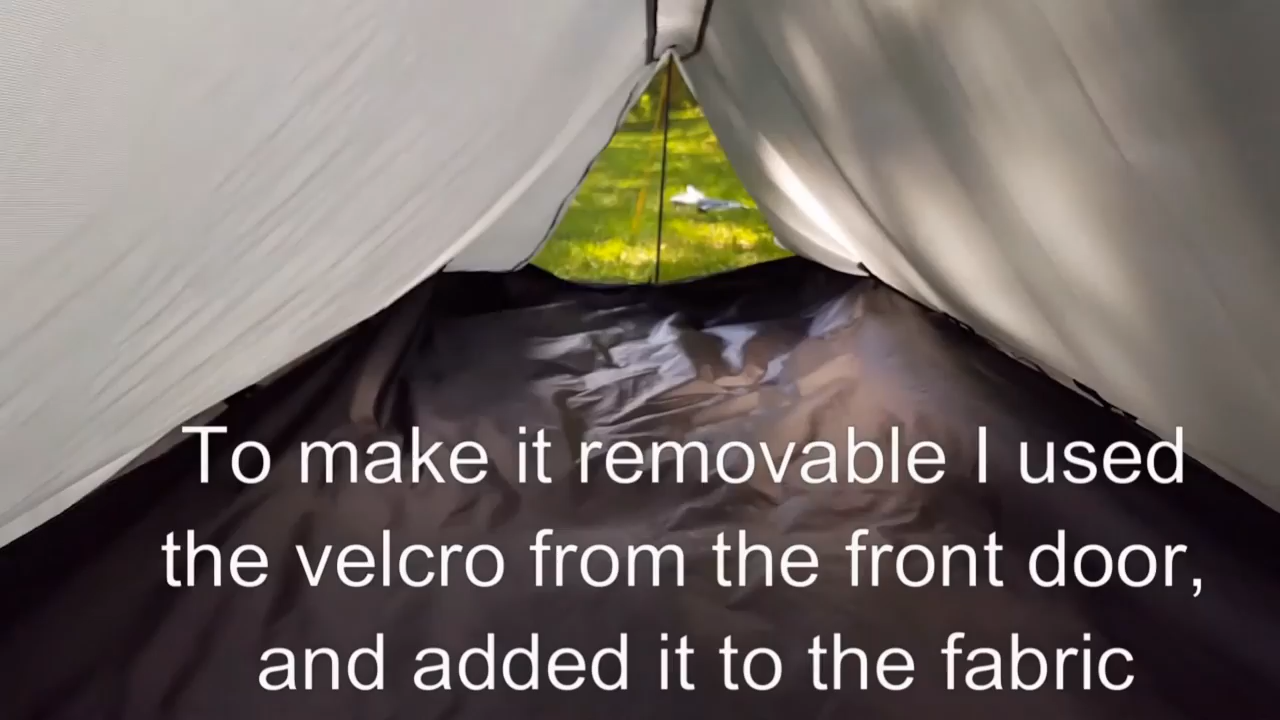 To make it removable I used
the velcro from the front door,
and added it to the fabric